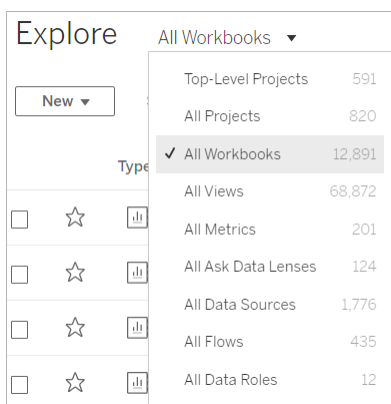 Explore All Workbooks
Top-Level Projects 591
New
All Projects 820
Type
All Workbooks 12,891
All Views 68,872
All Metrics 201
All Ask Data Lenses 124
All Data Sources 1,776
All Flows 435
All Data Roles 12